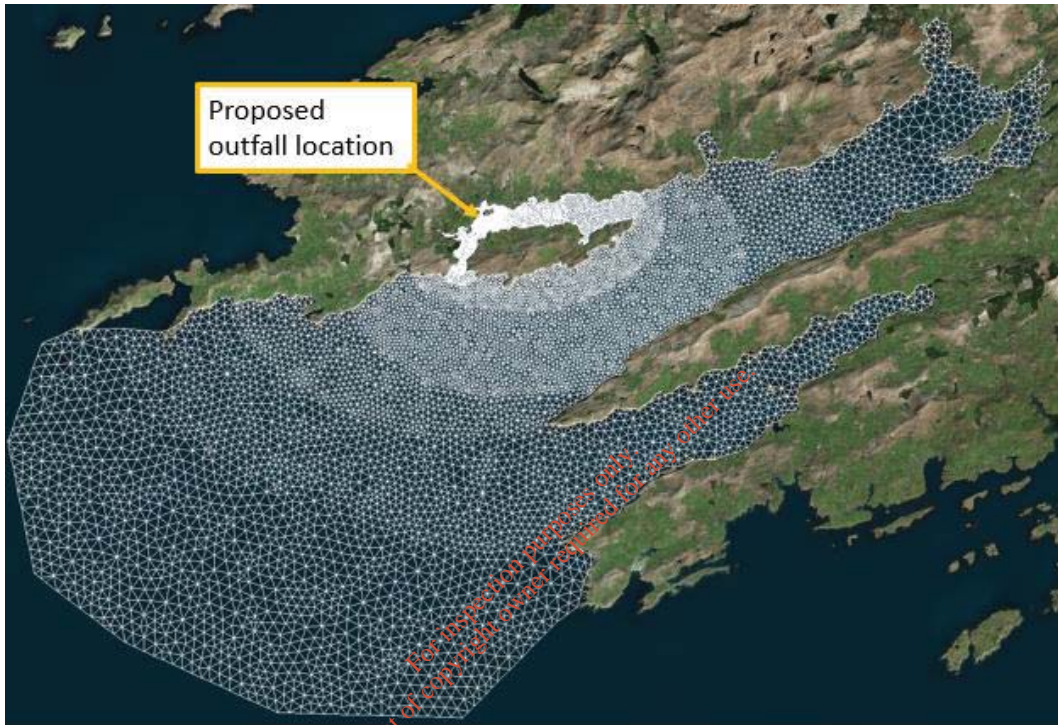 Proposed
outfall location
For inspection purposes only.
t of copyright owner required for any other use.